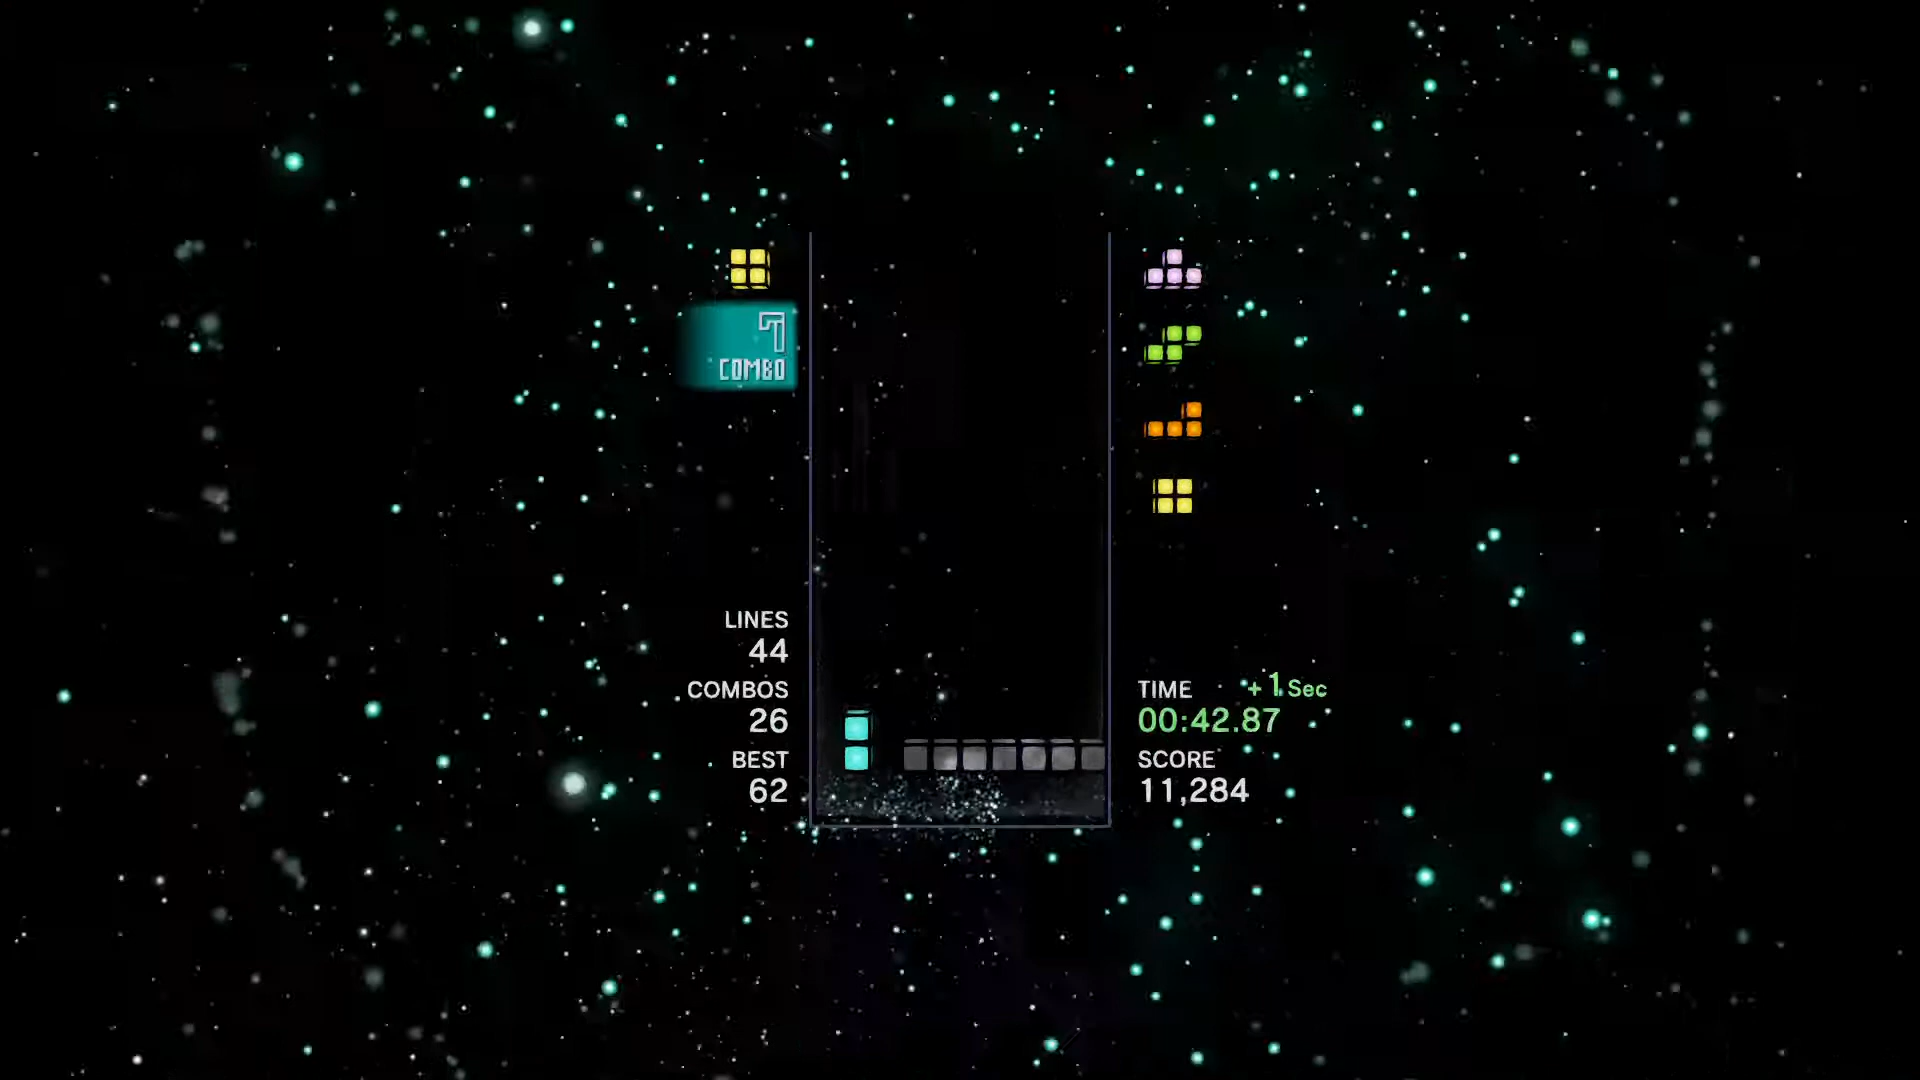 7
COMBO
LINES
44
COMBOS
26
BEST
62
TIME +1 Sec
00:42.87
SCORE
11,284